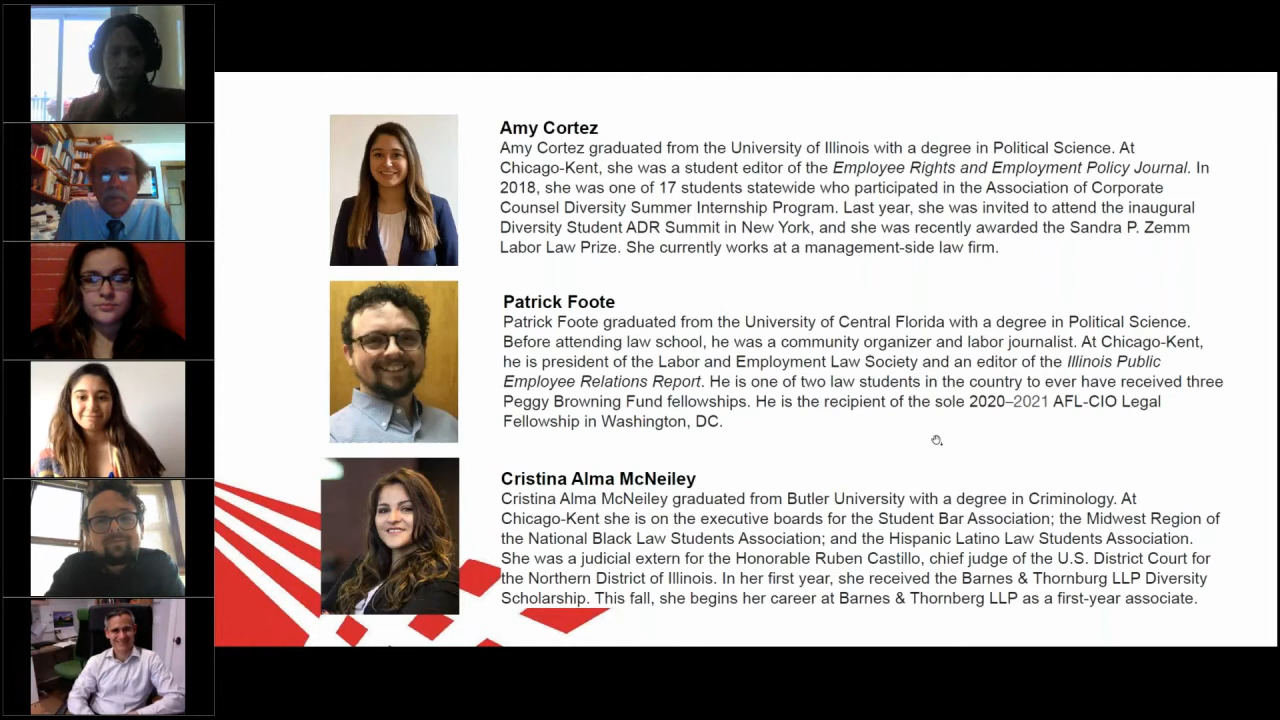 Amy Cortez
Amy Cortez graduated from the University of Illinois with a degree in Political Science. At
Chicago-Kent, she was a student editor of the Employee Rights and Employment Policy Journal. In
2018, she was one of 17 students statewide who participated in the Association of Corporate
Counsel Diversity Summer Internship Program. Last year, she was invited to attend the inaugural
Diversity Student ADR Summit in New York, and she was recently awarded the Sandra P. Zemm
Labor Law Prize. She currently works at a management-side law firm.
Patrick Foote
Patrick Foote graduated from the University of Central Florida with a degree in Political Science.
Before attending law school, he was a community organizer and labor journalist. At Chicago-Kent,
he is president of the Labor and Employment Law Society and an editor of the Illinois Public
Employee Relations Report. He is one of two law students in the country to ever have received three
Peggy Browning Fund fellowships. He is the recipient of the sole 2020–2021 AFL-CIO Legal
Fellowship in Washington, DC.
Cristina Alma McNeiley
Cristina Alma McNeiley graduated from Butler University with a degree in Criminology. At
Chicago-Kent she is on the executive boards for the Student Bar Association; the Midwest Region of
the National Black Law Students Association; and the Hispanic Latino Law Students Association.
She was a judicial extern for the Honorable Ruben Castillo, chief judge of the U.S. District Court for
the Northern District of Illinois. In her first year, she received the Barnes & Thornburg LLP Diversity
Scholarship. This fall, she begins her career at Barnes & Thornberg LLP as a first-year associate.